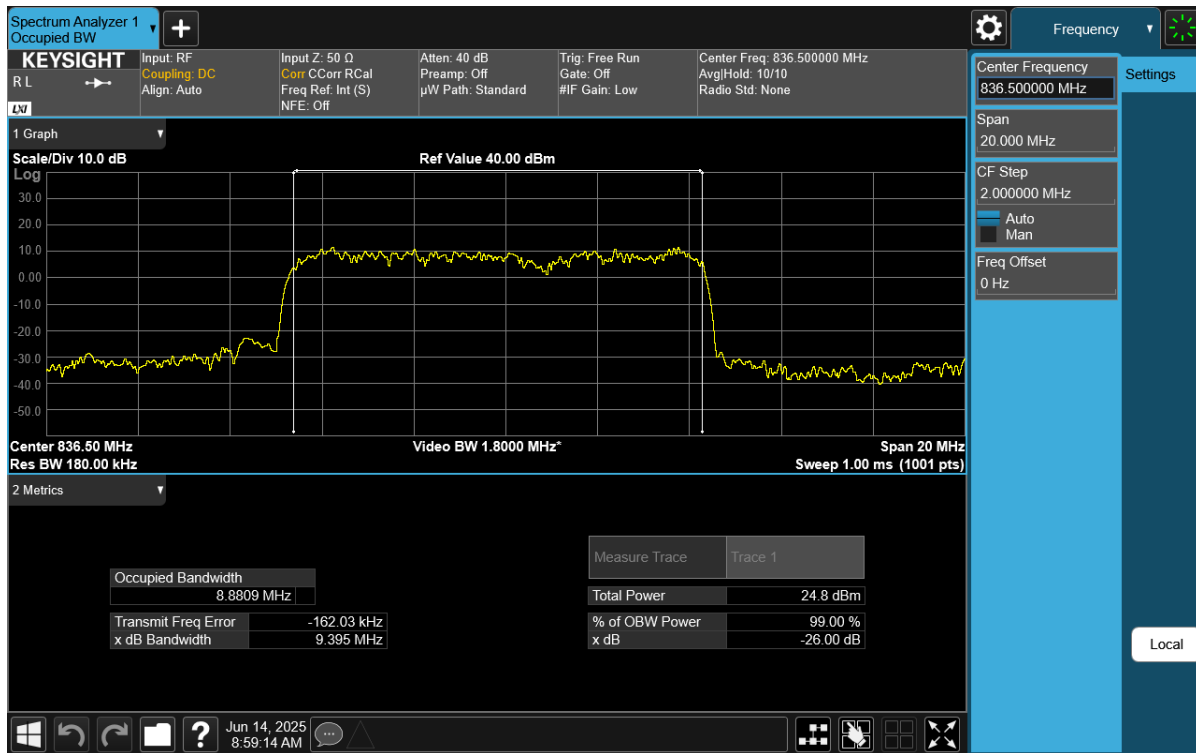 Spectrum Analyzer 1
Occupied BW
Frequency
KEYSIGHT
R L
LXI
Input: RF
Coupling: DC
Align: Auto
Input Z: 50 Ω
Corr CCorr RCal
Freq Ref: Int (S)
NFE: Off
Atten: 40 dB
Preamp: Off
µW Path: Standard
Trig: Free Run
Gate: Off
#IF Gain: Low
Center Freq: 836.500000 MHz
Avg|Hold: 10/10
Radio Std: None
Center Frequency
836.500000 MHz
Settings
Span
20.000 MHz
CF Step
2.000000 MHz
Auto
Man
Freq Offset
0 Hz
Local
1 Graph
Scale/Div 10.0 dB
Ref Value 40.00 dBm
Log
30.0
20.0
10.0
0.00
-10.0
-20.0
-30.0
-40.0
-50.0
Center 836.50 MHz
Video BW 1.8000 MHz*
Span 20 MHz
Res BW 180.00 kHz
Sweep 1.00 ms (1001 pts)
2 Metrics
Measure Trace Trace 1
Occupied Bandwidth
8.8809 MHz
Total Power 24.8 dBm
Transmit Freq Error -162.03 kHz
% of OBW Power 99.00 %
x dB Bandwidth 9.395 MHz
x dB -26.00 dB
?
Jun 14, 2025
8:59:14 AM